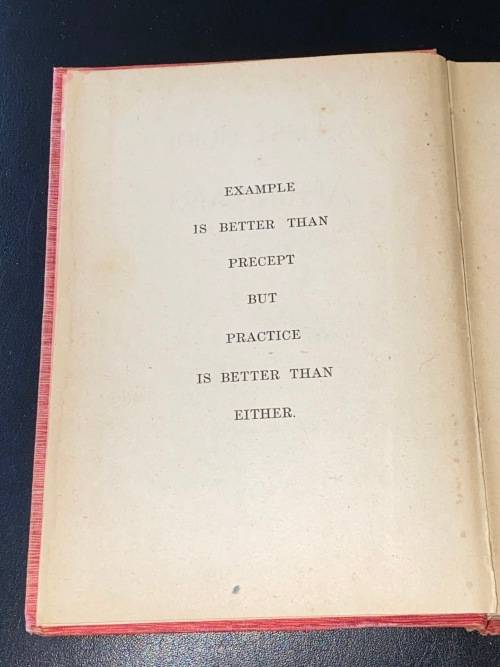 EXAMPLE
IS BETTER THAN
PRECEPT
BUT
PRACTICE
IS BETTER THAN
EITHER.